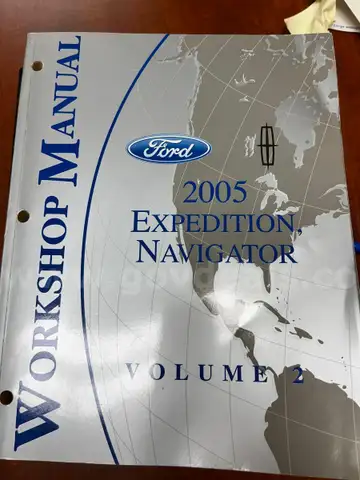 WORKSHOP MANUAL
Ford
2005
EXPEDITION,
NAVIGATOR
VOLUME 2